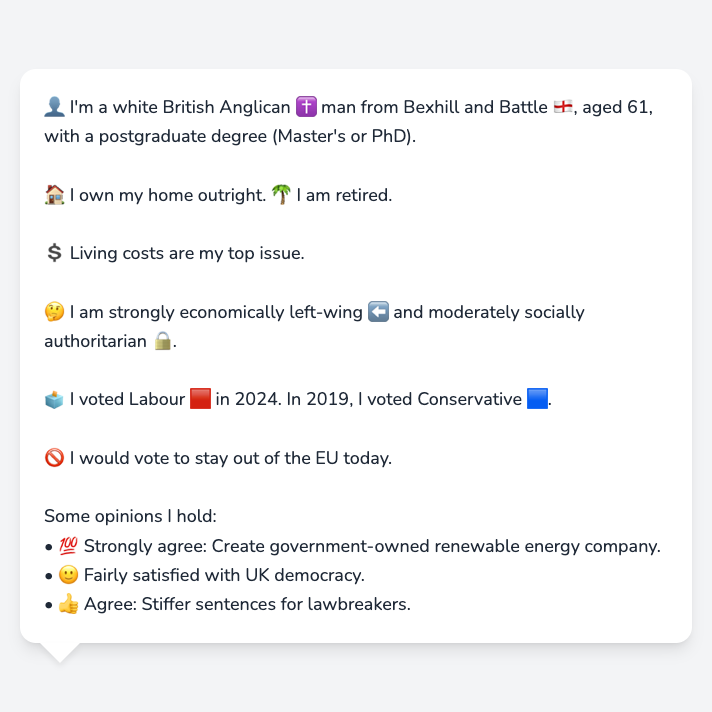 👤 I'm a white British Anglican ✝️ man from Bexhill and Battle 🏴󠁧󠁢󠁥󠁮󠁧󠁿, aged 61,
with a postgraduate degree (Master's or PhD).
🏠 I own my home outright. 🌴 I am retired.
💲 Living costs are my top issue.
🤔 I am strongly economically left-wing ⬅️ and moderately socially
authoritarian 🔒.
🗳️ I voted Labour 🟥 in 2024. In 2019, I voted Conservative 🟦.
🚫 I would vote to stay out of the EU today.
Some opinions I hold:
• 💯 Strongly agree: Create government-owned renewable energy company.
• 🙂 Fairly satisfied with UK democracy.
• 👍 Agree: Stiffer sentences for lawbreakers.